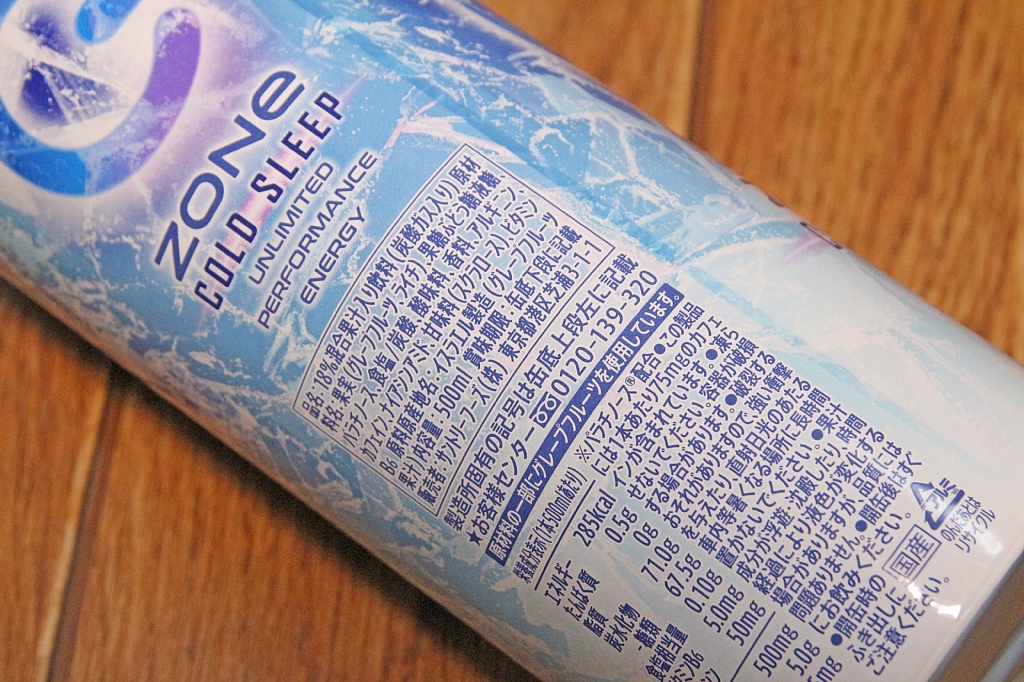 ZONE
COLD SLEEP
UNLIMITED
PERFORMANCE
ENERGY
品名:18%混合果汁入り飲料(炭酸ガス入り) 原材
料名:果実(グレープフルーツ、ライチ)、果糖ぶどう糖液糖、
パラチノース、食塩/炭酸、酸味料、香料、アルギニン、
カフェイン、ナイアシンアミド、甘味料(スクラロース)、ビタミン
B6 原料原産地名:イスラエル製造(グレープフルーツ
果汁) 内容量:500ml 賞味期限:缶底下段に記載
販売者:サントリーフーズ(株) 東京都港区芝浦3-1-1
製造所固有の記号は缶底上段左に記載
★お客様センター 0120-139-320
原材料の一部にグレープフルーツを使用しています。
栄養成分表示(1本500ml当たり)
エネルギー 285kcal
たんぱく質 0.5g
脂質 0g
炭水化物 71.0g
-糖類 67.5g
食塩相当量 0.10g
5.0mg
50mg
500mg
5.0g
※パラチノース®配合 ●この製品
には1本あたり75mgのカフェ
インが含まれています。●凍ら
せないでください。容器が破損
する場合があります。●破裂する
おそれがありますので、強い衝撃
を与えたり、直射日光のあたる
車内等暑くなる場所に長時間
置かないでください。●果汁
成分が浮遊、沈殿したり、時間
の経過により液色が変化する
場合がありますが、品質には
問題ありません。●開栓後はすぐ
にお飲みください。
●開缶時の
ふき出しに
ご注意ください。
国産
アルミ
のんだあとは
リサイクル